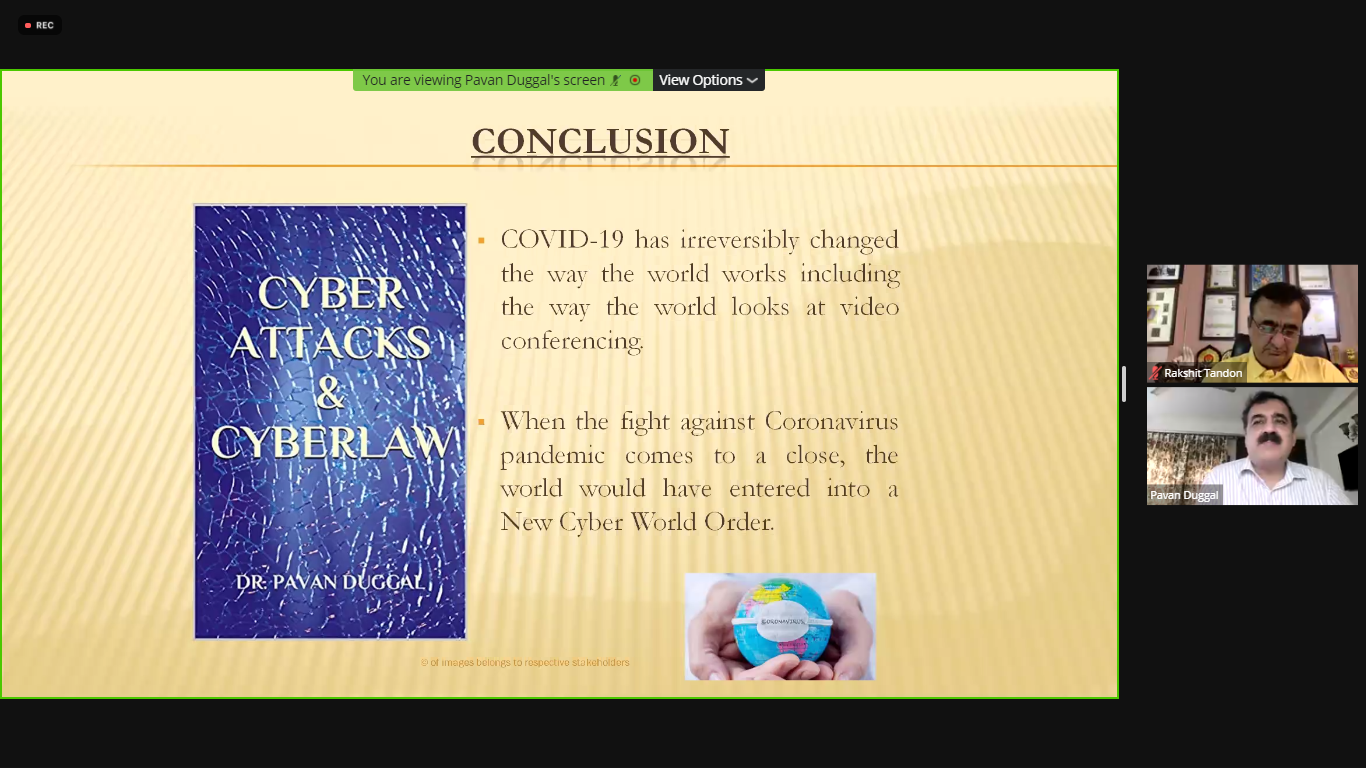 REC
You are viewing Pavan Duggal's screen
View Options
CONCLUSION
CYBER
ATTACKS
&
CYBERLAW
DR. PAVAN DUGGAL
COVID-19 has irreversibly changed
the way the world works including
the way the world looks at video
conferencing.
When the fight against Coronavirus
pandemic comes to a close, the
world would have entered into a
New Cyber World Order.
CORONAVIRUS
© of images belongs to respective stakeholders
Rakshit Tandon
Pavan Duggal